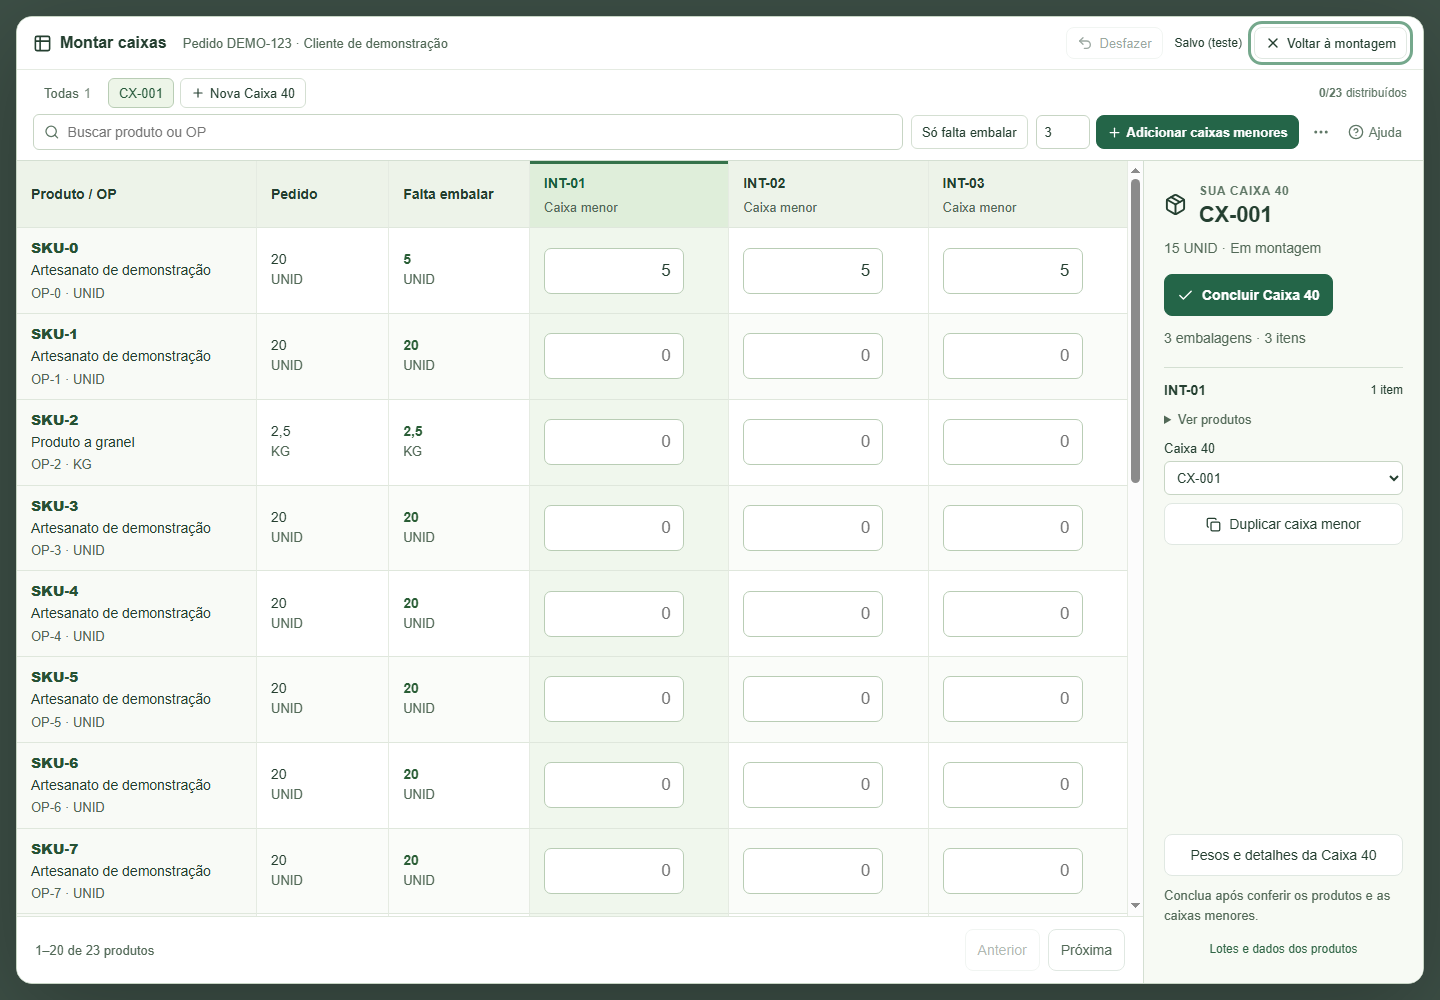 Montar caixas Pedido DEMO-123 · Cliente de demonstração Desfazer Salvo (teste) Voltar à montagem
Todas 1 CX-001 Nova Caixa 40 0/23 distribuídos
Buscar produto ou OP Só falta embalar 3 Adicionar caixas menores Ajuda
Produto / OP Pedido Falta embalar INT-01 Caixa menor INT-02 Caixa menor INT-03 Caixa menor
SKU-0
Artesanato de demonstração
OP-0 · UNID
20 UNID
5 UNID
5 5 5
SKU-1
Artesanato de demonstração
OP-1 · UNID
20 UNID
20 UNID
0 0 0
SKU-2
Produto a granel
OP-2 · KG
2,5 KG
2,5 KG
0 0 0
SKU-3
Artesanato de demonstração
OP-3 · UNID
20 UNID
20 UNID
0 0 0
SKU-4
Artesanato de demonstração
OP-4 · UNID
20 UNID
20 UNID
0 0 0
SKU-5
Artesanato de demonstração
OP-5 · UNID
20 UNID
20 UNID
0 0 0
SKU-6
Artesanato de demonstração
OP-6 · UNID
20 UNID
20 UNID
0 0 0
SKU-7
Artesanato de demonstração
OP-7 · UNID
20 UNID
20 UNID
0 0 0
1–20 de 23 produtos Anterior Próxima
SUA CAIXA 40
CX-001
15 UNID · Em montagem
Concluir Caixa 40
3 embalagens · 3 itens
INT-01 1 item
Ver produtos
Caixa 40
CX-001
Duplicar caixa menor
Pesos e detalhes da Caixa 40
Conclua após conferir os produtos e as
caixas menores.
Lotes e dados dos produtos